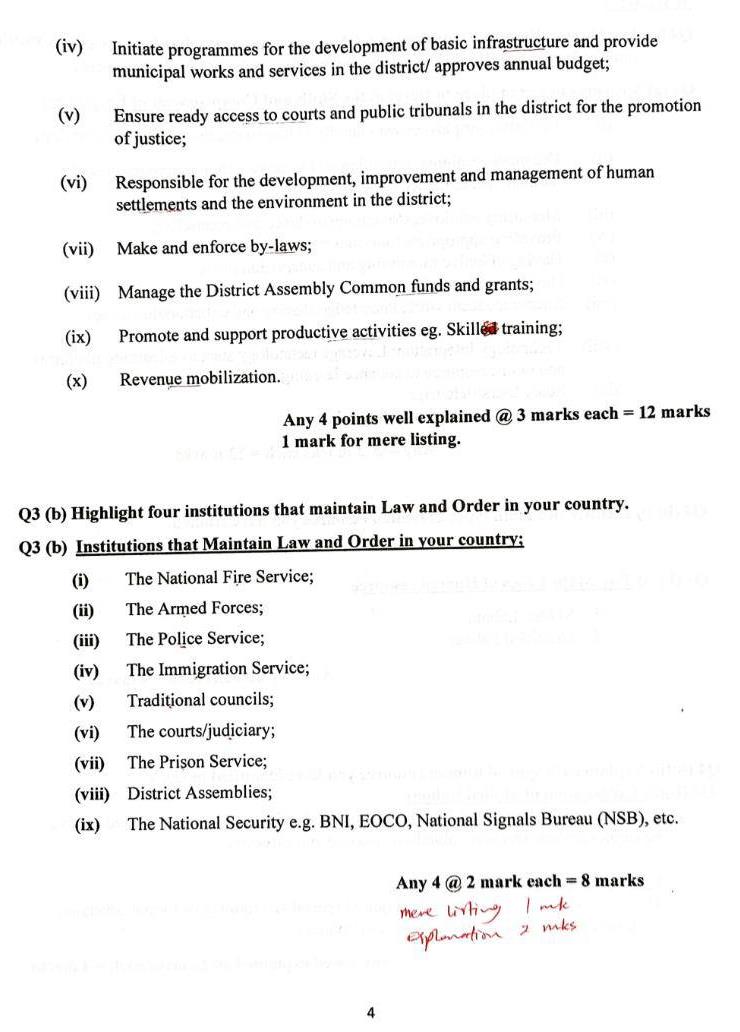 (iv) Initiate programmes for the development of basic infrastructure and provide
municipal works and services in the district/ approves annual budget;
(v) Ensure ready access to courts and public tribunals in the district for the promotion
of justice;
(vi) Responsible for the development, improvement and management of human
settlements and the environment in the district;
(vii) Make and enforce by-laws;
(viii) Manage the District Assembly Common funds and grants;
(ix) Promote and support productive activities eg. Skilled training;
(x) Revenue mobilization.
Any 4 points well explained @ 3 marks each = 12 marks
1 mark for mere listing.
Q3 (b) Highlight four institutions that maintain Law and Order in your country.
Q3 (b) Institutions that Maintain Law and Order in your country:
(i) The National Fire Service;
(ii) The Armed Forces;
(iii) The Police Service;
(iv) The Immigration Service;
(v) Traditional councils;
(vi) The courts/judiciary;
(vii) The Prison Service;
(viii) District Assemblies;
(ix) The National Security e.g. BNI, EOCO, National Signals Bureau (NSB), etc.
Any 4 @ 2 mark each = 8 marks
mere listing 1 mk
explanation 2 mks
4